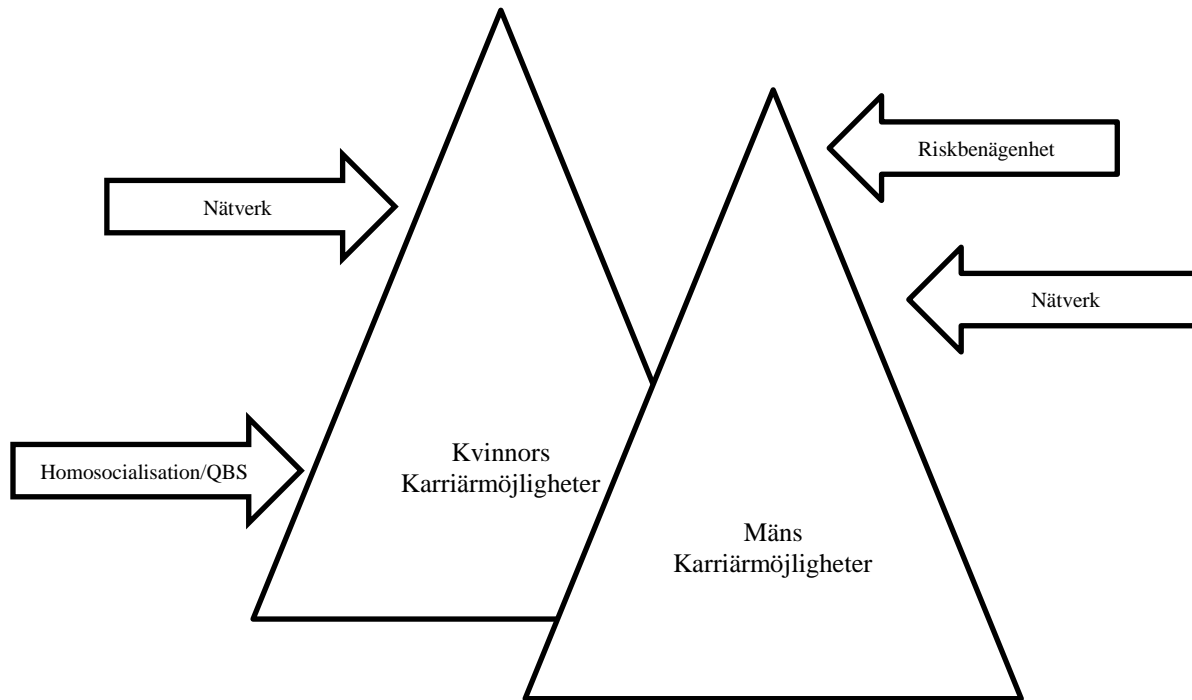 Riskbenägenhet
Nätverk
Nätverk
Kvinnors
Karriärmöjligheter
Homosocialisation/QBS
Mäns
Karriärmöjligheter